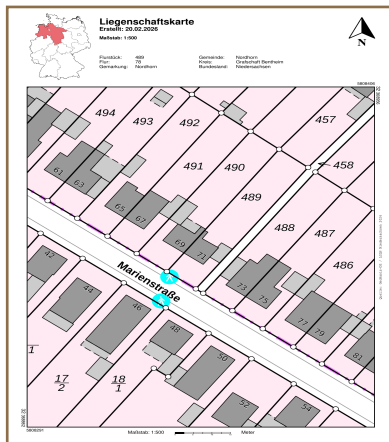 Liegenschaftskarte
Erstellt: 20.02.2026
Maßstab: 1:500
N
Flurstück: 489
Flur: 78
Gemarkung: Nordhorn
Gemeinde: Nordhorn
Kreis: Grafschaft Bentheim
Bundesland: Niedersachsen
494
493
492
457
458
491
490
489
488
487
486
61
63
65
67
69
71
73
75
77
79
81
Marienstraße
42
44
46
48
50
52
54
1
17
2
18
1
Maßstab: 1:500
Meter